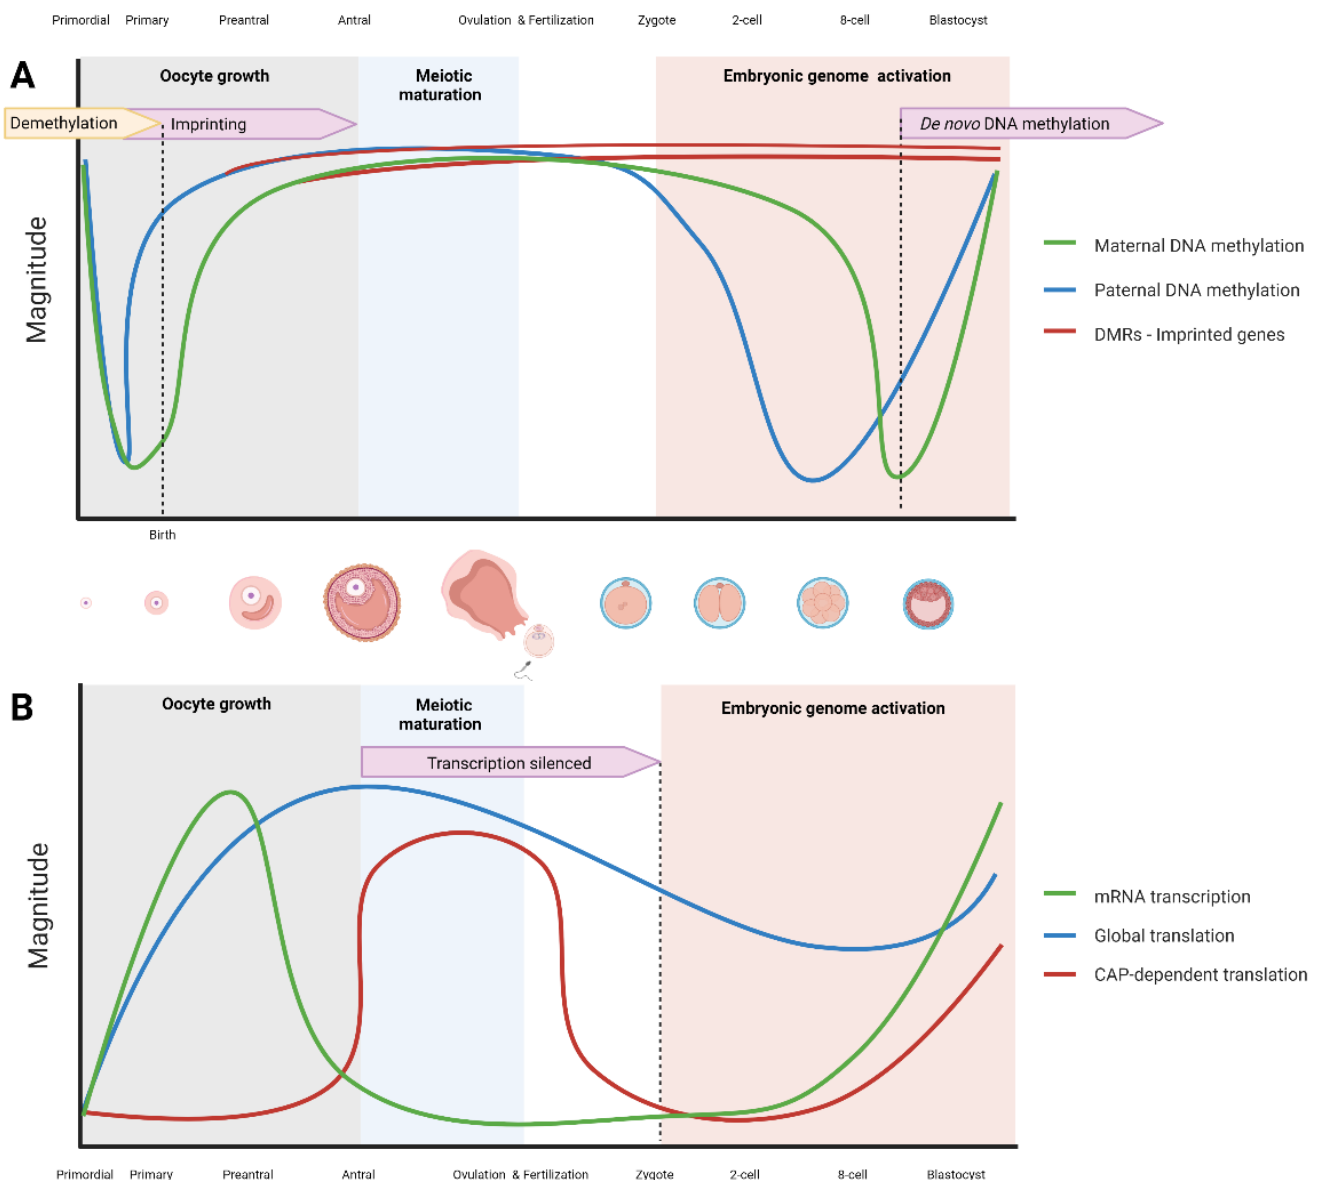 Primordial Primary Preantral Antral Ovulation & Fertilization Zygote 2-cell 8-cell Blastocyst
A
Oocyte growth
Meiotic
maturation
Embryonic genome activation
Demethylation
Imprinting
De novo DNA methylation
Magnitude
Maternal DNA methylation
Paternal DNA methylation
DMRs - Imprinted genes
Birth
B
Oocyte growth
Meiotic
maturation
Embryonic genome activation
Transcription silenced
Magnitude
mRNA transcription
Global translation
CAP-dependent translation
Primordial Primary Preantral Antral Ovulation & Fertilization Zygote 2-cell 8-cell Blastocyst